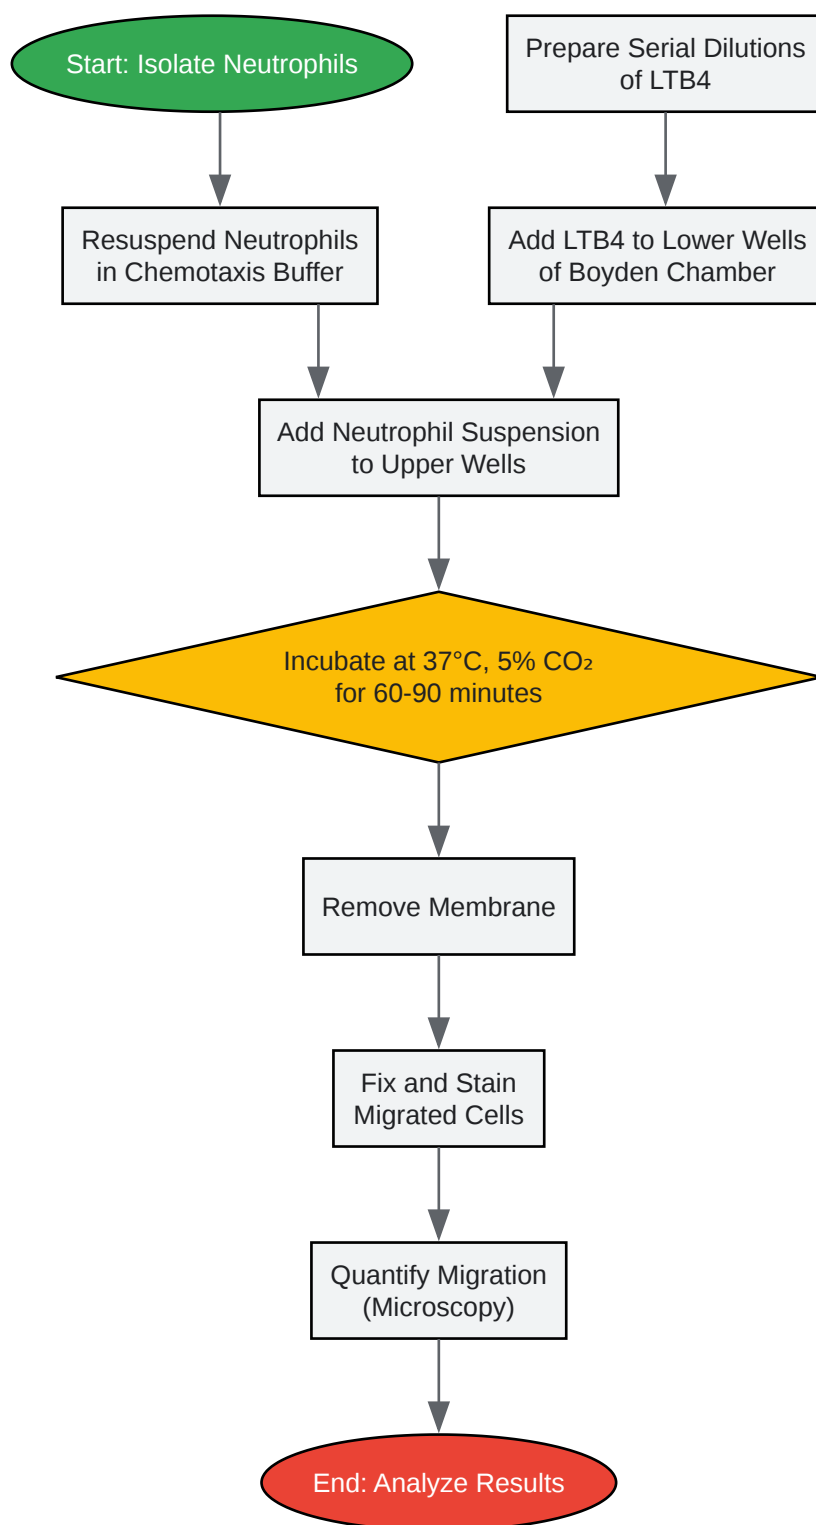 Start: Isolate Neutrophils
Prepare Serial Dilutions
of LTB4
Resuspend Neutrophils
in Chemotaxis Buffer
Add LTB4 to Lower Wells
of Boyden Chamber
Add Neutrophil Suspension
to Upper Wells
Incubate at 37°C, 5% CO₂
for 60-90 minutes
Remove Membrane
Fix and Stain
Migrated Cells
Quantify Migration
(Microscopy)
End: Analyze Results